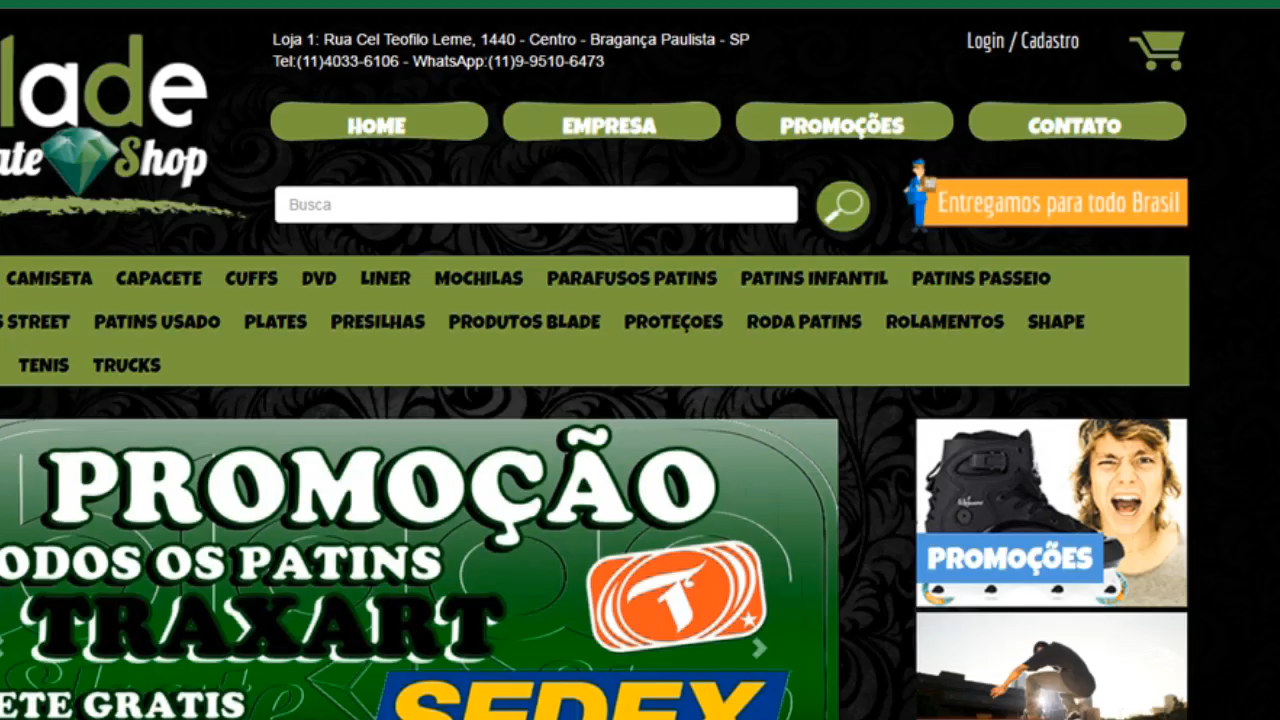 Loja 1: Rua Cel Teofilo Leme, 1440 - Centro - Bragança Paulista - SP
Tel:(11)4033-6106 - WhatsApp:(11)9-9510-6473
Login / Cadastro
lade
ate Shop
HOME EMPRESA PROMOÇÕES CONTATO
Busca
Entregamos para todo Brasil
CAMISETA CAPACETE CUFFS DVD LINER MOCHILAS PARAFUSOS PATINS PATINS INFANTIL PATINS PASSEIO
S STREET PATINS USADO PLATES PRESILHAS PRODUTOS BLADE PROTEÇOES RODA PATINS ROLAMENTOS SHAPE
TENIS TRUCKS
PROMOÇÃO
ODOS OS PATINS
TRAXART
T
ETE GRATIS
SEDEX
PROMOÇÕES